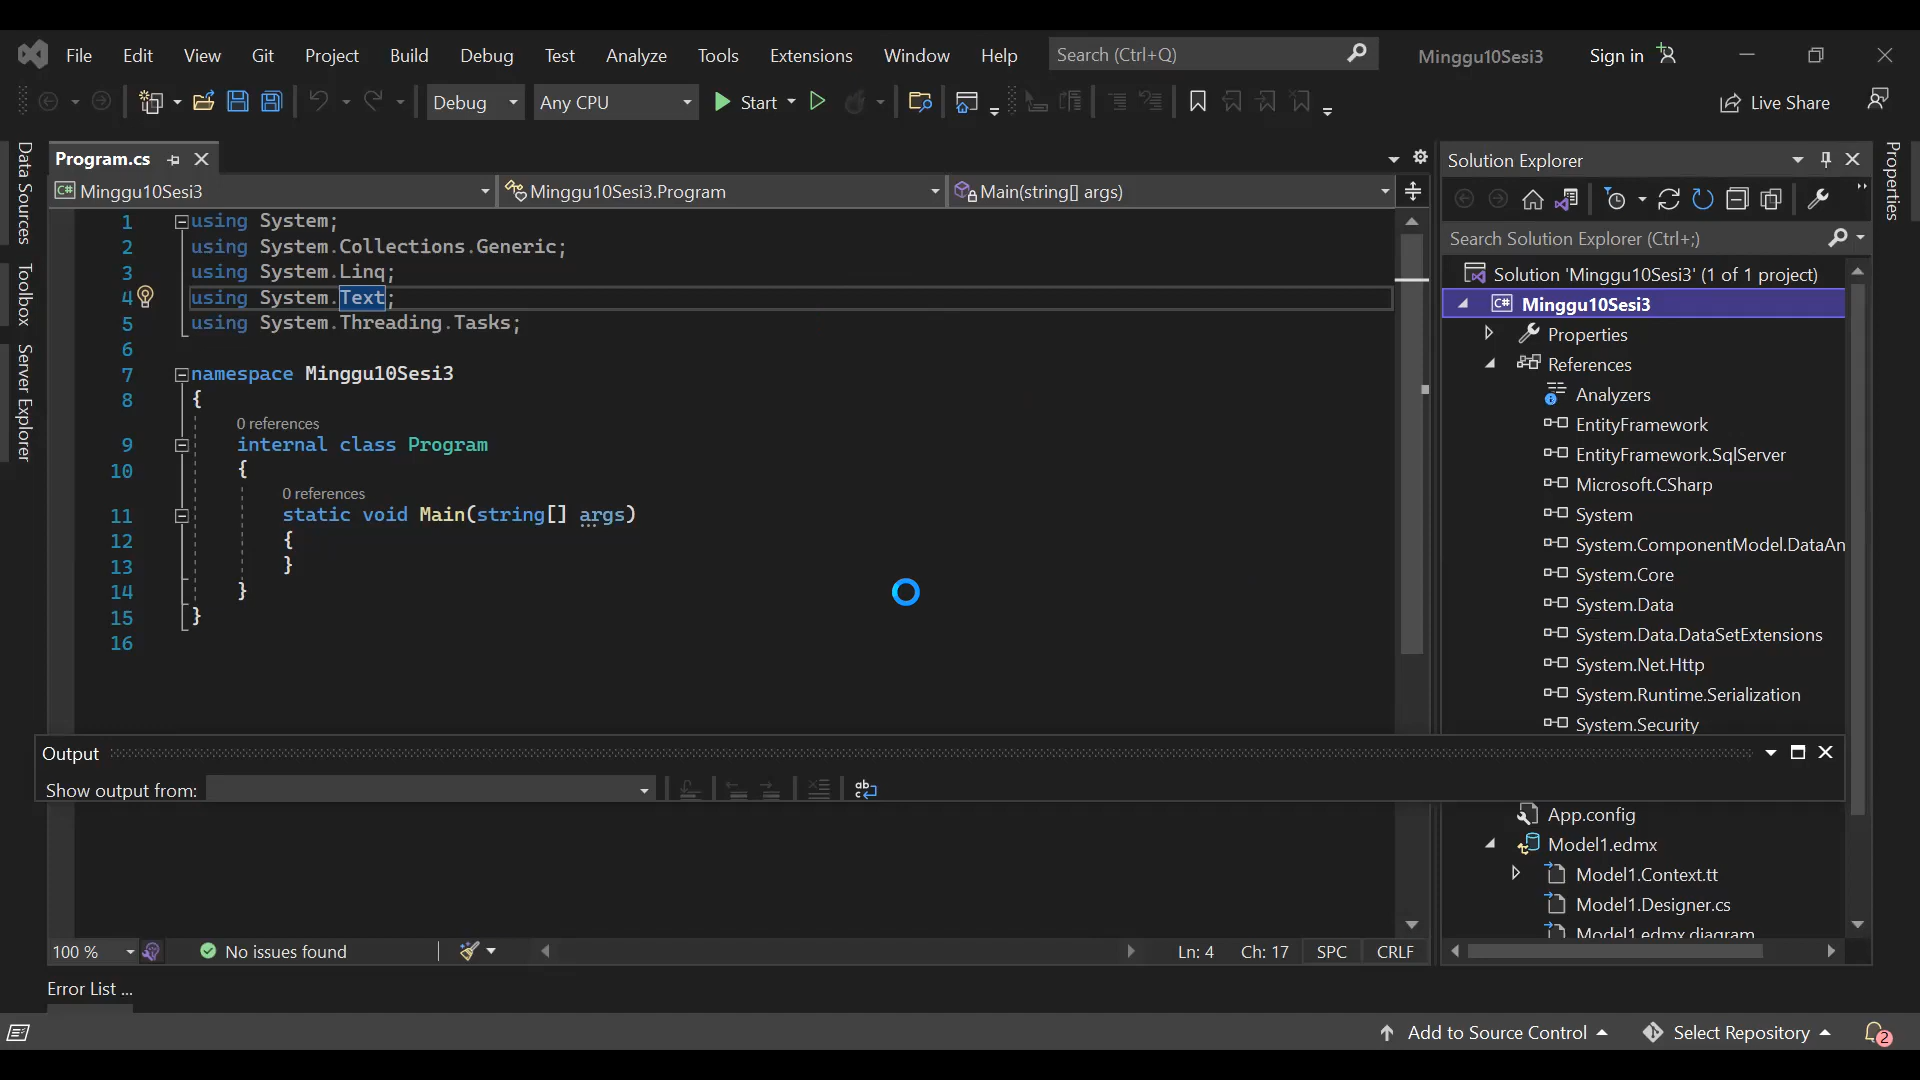 File Edit View Git Project Build Debug Test Analyze Tools Extensions Window Help Search (Ctrl+Q) Minggu10Sesi3 Sign in
Debug Any CPU Start Live Share
Data Sources
Toolbox
Server Explorer
Program.cs
C# Minggu10Sesi3 Minggu10Sesi3.Program Main(string[] args)
1 using System;
2 using System.Collections.Generic;
3 using System.Linq;
4 using System.Text;
5 using System.Threading.Tasks;
6
7 namespace Minggu10Sesi3
8 {
0 references
9 internal class Program
10 {
0 references
11 static void Main(string[] args)
12 {
13 }
14 }
15 }
16
Output
Show output from:
100 % No issues found Ln: 4 Ch: 17 SPC CRLF
Error List ...
Solution Explorer
Search Solution Explorer (Ctrl+;)
Solution 'Minggu10Sesi3' (1 of 1 project)
C# Minggu10Sesi3
Properties
References
Analyzers
EntityFramework
EntityFramework.SqlServer
Microsoft.CSharp
System
System.ComponentModel.DataAn
System.Core
System.Data
System.Data.DataSetExtensions
System.Net.Http
System.Runtime.Serialization
System.Security
App.config
Model1.edmx
Model1.Context.tt
Model1.Designer.cs
Model1.edmx.diagram
Properties
Add to Source Control Select Repository 2